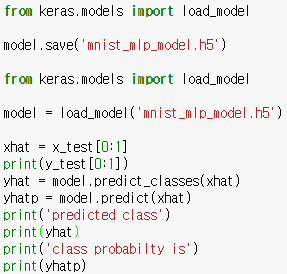 from keras.models import load_model
model.save('mnist_mlp_model.h5')
from keras.models import load_model
model = load_model('mnist_mlp_model.h5')
xhat = x_test[0:1]
print(y_test[0:1])
yhat = model.predict_classes(xhat)
yhatp = model.predict(xhat)
print('predicted class')
print(yhat)
print('class probabilty is')
print(yhatp)